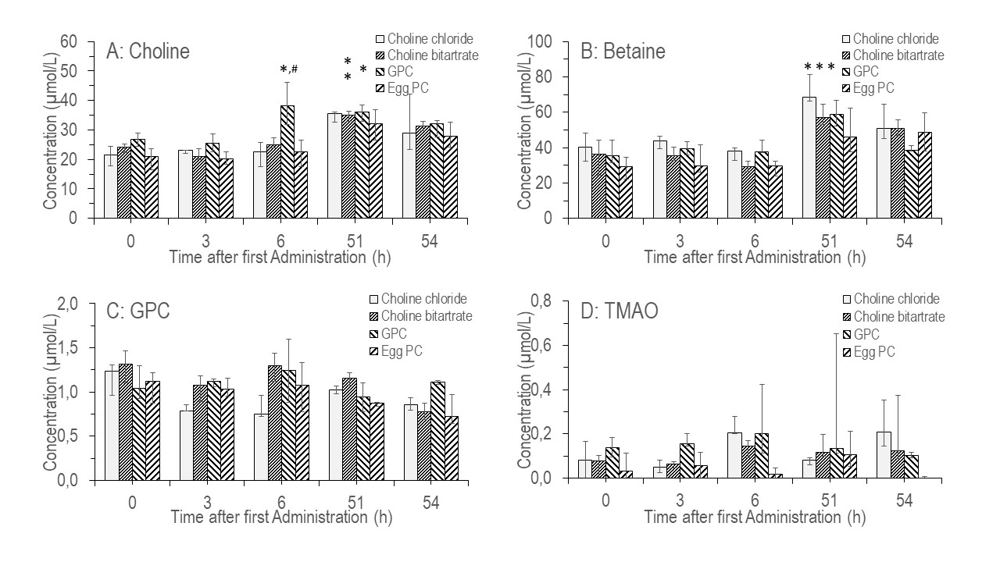 A: Choline
Concentration (µmol/L)
60
50
40
30
20
10
0
Choline chloride
Choline bitartrate
GPC
Egg PC
*,#
*
*
*
0 3 6 51 54
Time after first Administration (h)
B: Betaine
Concentration (µmol/L)
100
80
60
40
20
0
Choline chloride
Choline bitartrate
GPC
Egg PC
* * *
0 3 6 51 54
Time after first Administration (h)
C: GPC
Concentration (µmol/L)
2,0
1,5
1,0
0,5
0,0
Choline chloride
Choline bitartrate
GPC
Egg PC
0 3 6 51 54
Time after first Administration (h)
D: TMAO
Concentration (µmol/L)
0,8
0,6
0,4
0,2
0,0
Choline chloride
Choline bitartrate
GPC
Egg PC
0 3 6 51 54
Time after first Administration (h)